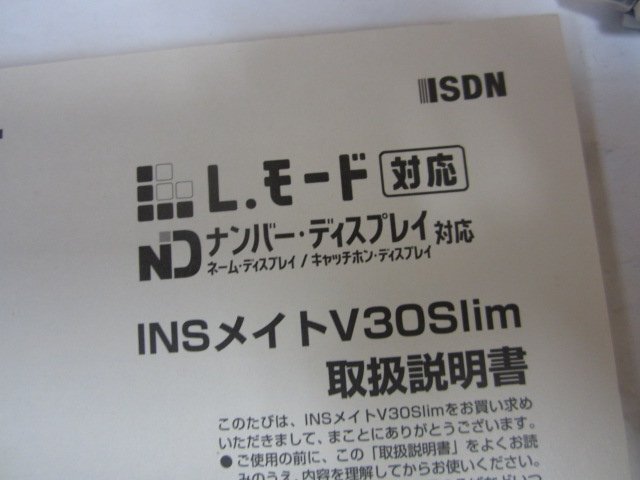 ISDN
L.モード 対応
ND ナンバー・ディスプレイ 対応
ネーム・ディスプレイ / キャッチホン・ディスプレイ
INSメイトV30Slim
取扱説明書
このたびは、INSメイトV30Slimをお買い求め
いただきまして、まことにありがとうございます。
● ご使用の前に、この「取扱説明書」をよくお読
みのうえ、内容を理解してからお使いください。